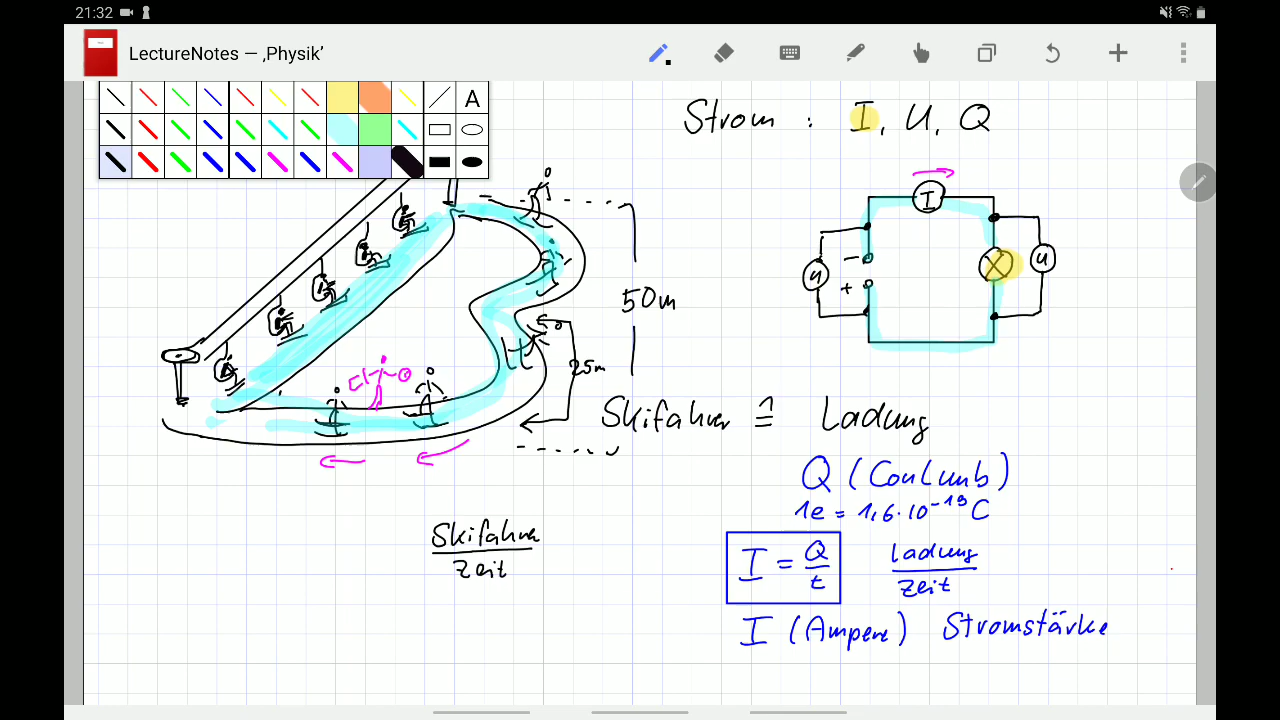 21:32
LectureNotes — ‚Physik'
A
Strom : I, U, Q
I
U
−
+
U
50m
25m
Skifahrer ≙ Ladung
Q (Coulumb)
1e = 1,6·10⁻¹⁹ C
Skifahrer
Zeit
I = Q/t
Ladung
Zeit
I (Ampere) Stromstärke